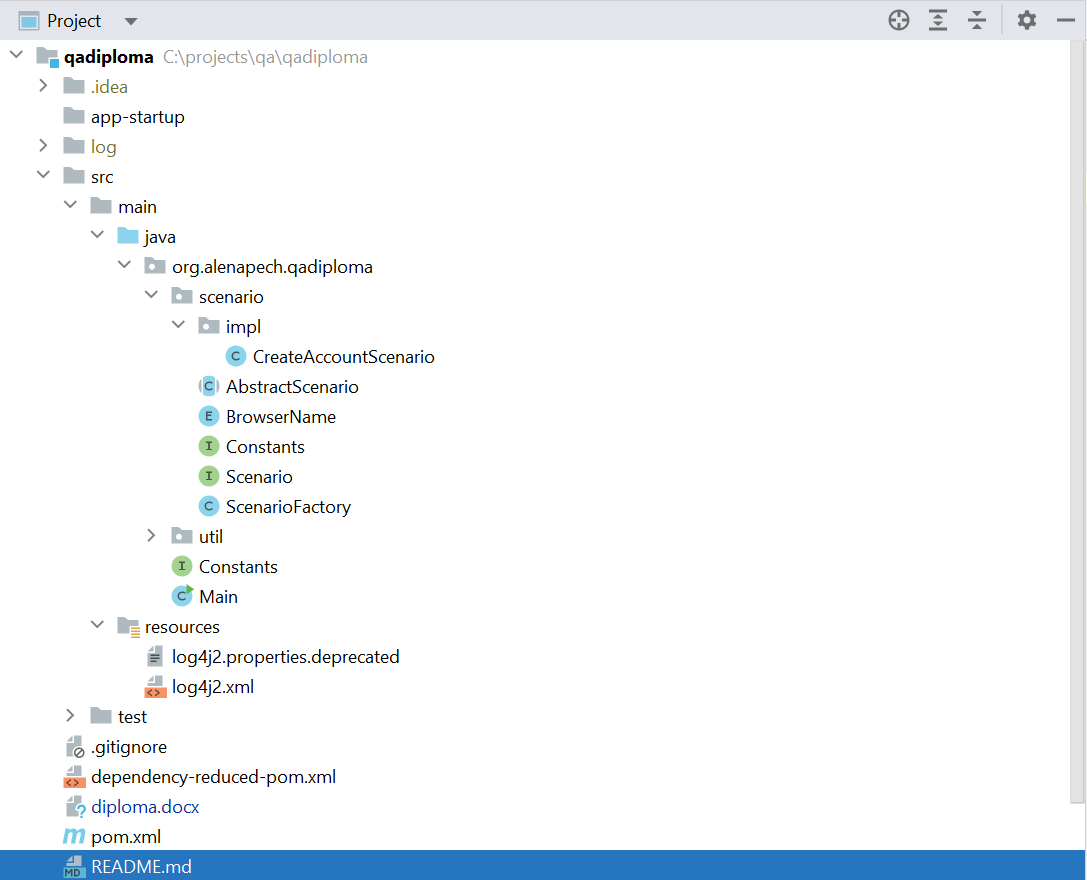 Project
qadiploma C:\projects\qa\qadiploma
.idea
app-startup
log
src
main
java
org.alenapech.qadiploma
scenario
impl
C CreateAccountScenario
C AbstractScenario
E BrowserName
I Constants
I Scenario
C ScenarioFactory
util
I Constants
C Main
resources
log4j2.properties.deprecated
<> log4j2.xml
test
.gitignore
<> dependency-reduced-pom.xml
? diploma.docx
m pom.xml
MD README.md